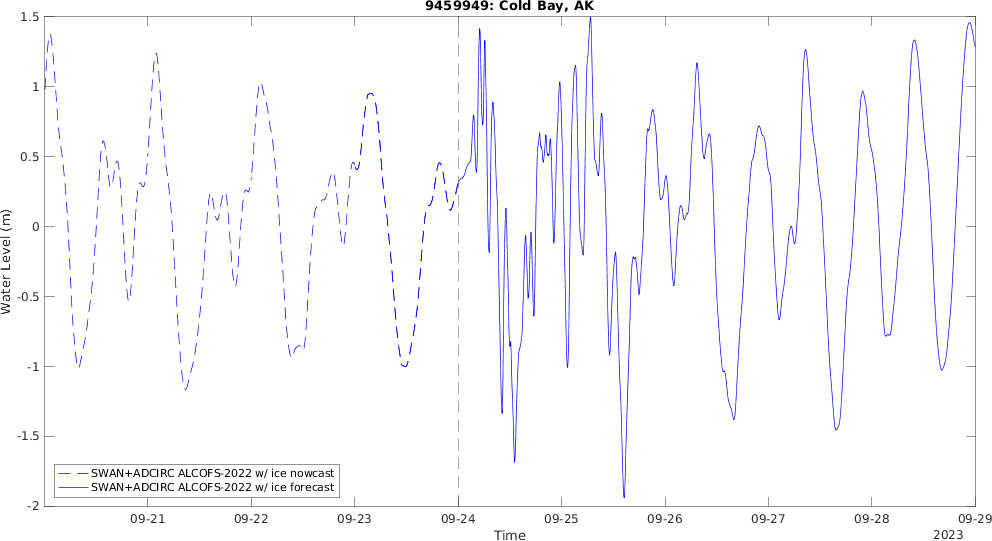 9459949: Cold Bay, AK
1.5
1
0.5
0
-0.5
-1
-1.5
-2
Water Level (m)
SWAN+ADCIRC ALCOFS-2022 w/ ice nowcast
SWAN+ADCIRC ALCOFS-2022 w/ ice forecast
09-21 09-22 09-23 09-24 09-25 09-26 09-27 09-28 09-29
Time
2023